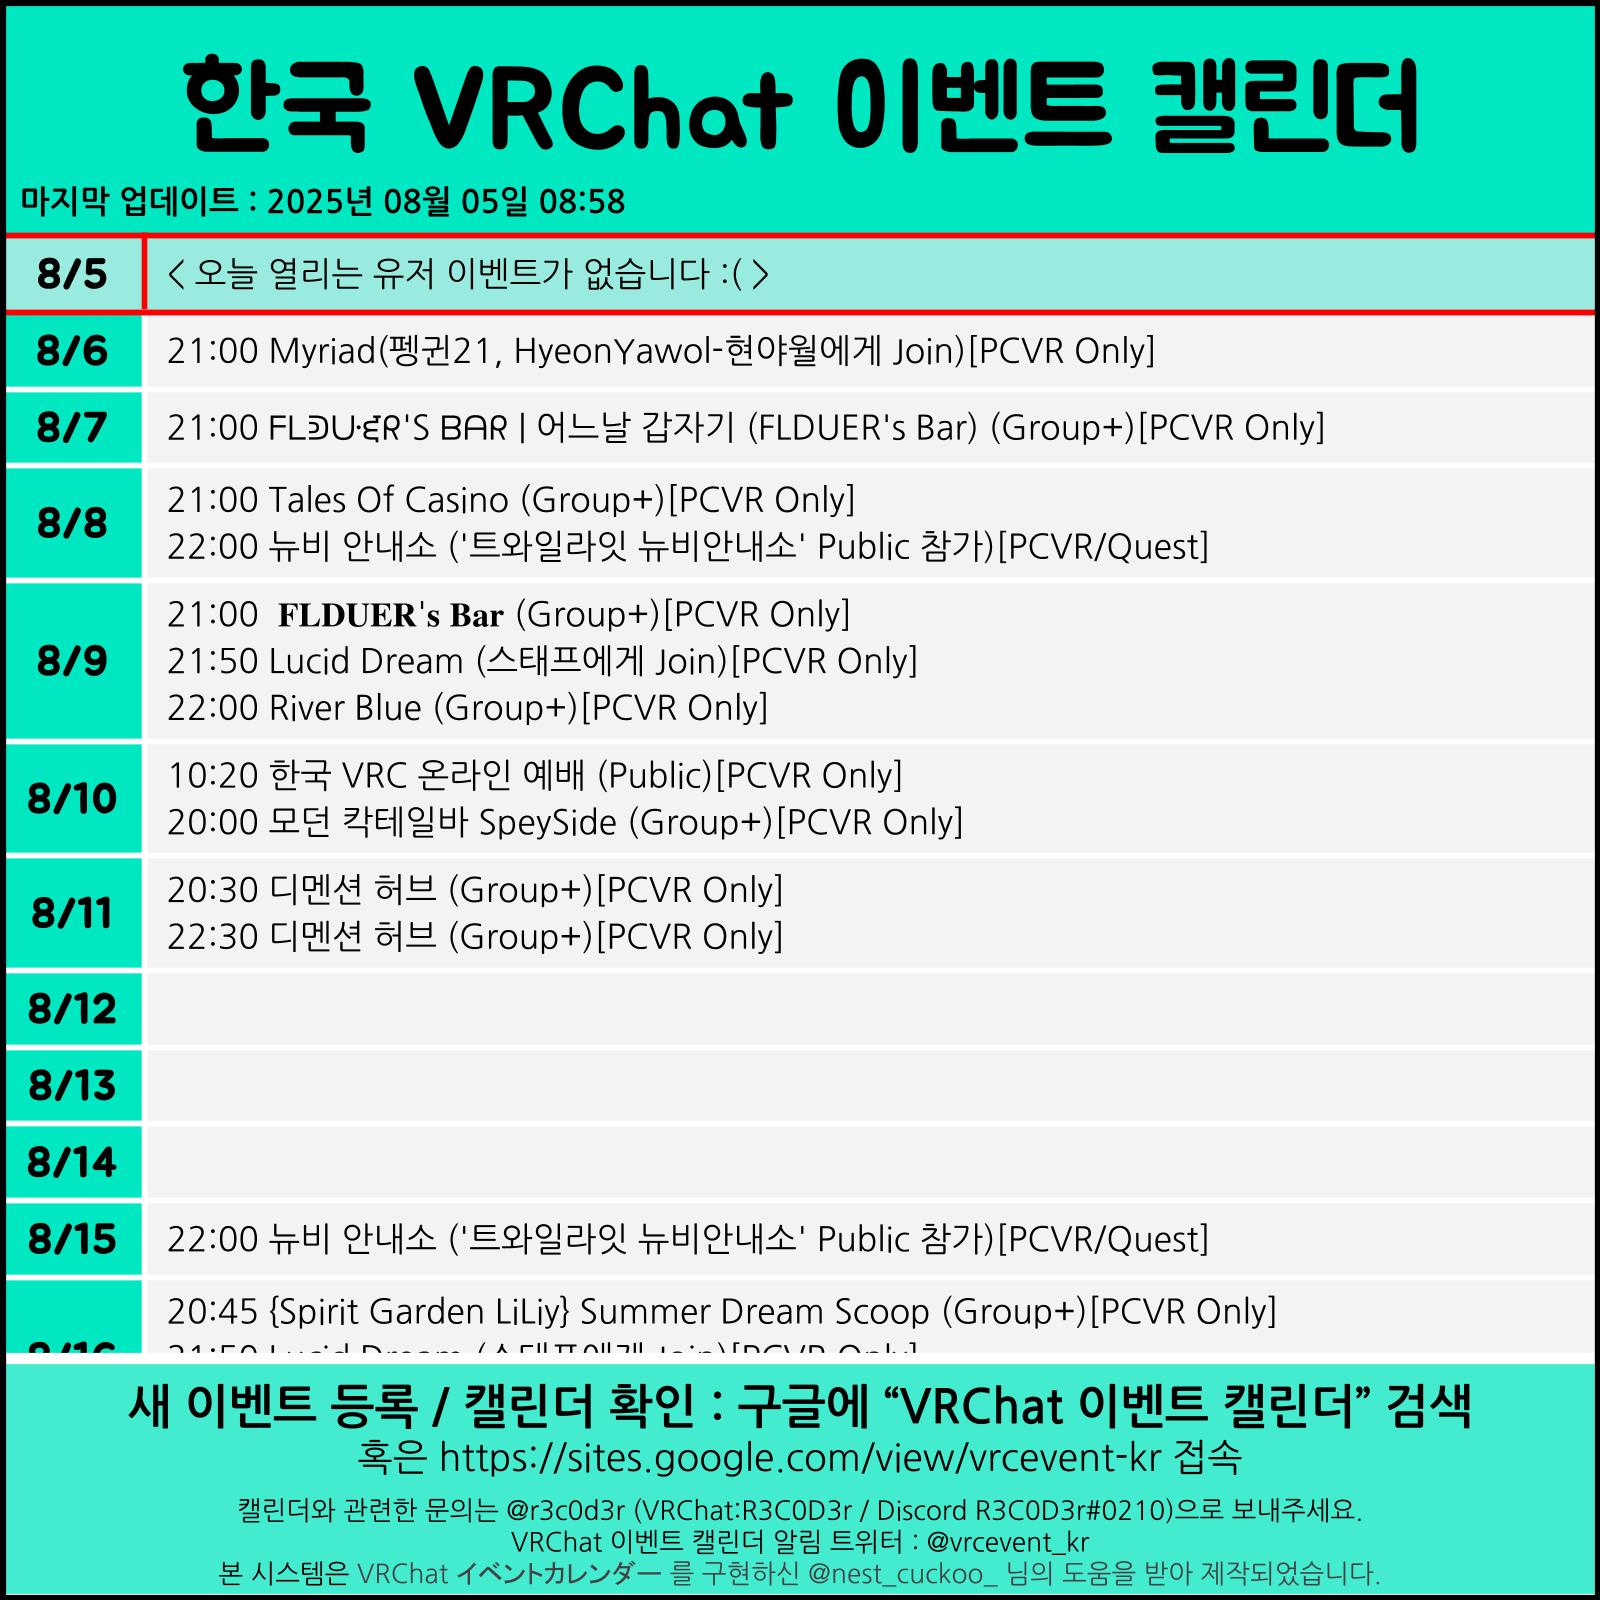 한국 VRChat 이벤트 캘린더
마지막 업데이트 : 2025년 08월 05일 08:58
8/5
< 오늘 열리는 유저 이벤트가 없습니다 :( >
8/6
21:00 Myriad(펭귄21, HyeonYawol-현야월에게 Join)[PCVR Only]
8/7
21:00 ᖴᒪᕲᑌ·ᘿᖇ'S ᗷᗩᖇ | 어느날 갑자기 (FLDUER's Bar) (Group+)[PCVR Only]
8/8
21:00 Tales Of Casino (Group+)[PCVR Only]
22:00 뉴비 안내소 ('트와일라잇 뉴비안내소' Public 참가)[PCVR/Quest]
8/9
21:00 𝐅𝐋𝐃𝐔𝐄𝐑'𝐬 𝐁𝐚𝐫 (Group+)[PCVR Only]
21:50 Lucid Dream (스태프에게 Join)[PCVR Only]
22:00 River Blue (Group+)[PCVR Only]
8/10
10:20 한국 VRC 온라인 예배 (Public)[PCVR Only]
20:00 모던 칵테일바 SpeySide (Group+)[PCVR Only]
8/11
20:30 디멘션 허브 (Group+)[PCVR Only]
22:30 디멘션 허브 (Group+)[PCVR Only]
8/12
8/13
8/14
8/15
22:00 뉴비 안내소 ('트와일라잇 뉴비안내소' Public 참가)[PCVR/Quest]
8/16
20:45 {Spirit Garden LiLiy} Summer Dream Scoop (Group+)[PCVR Only]
21:50 Lucid Dream (스태프에게 Join)[PCVR Only]
새 이벤트 등록 / 캘린더 확인 : 구글에 “VRChat 이벤트 캘린더” 검색
혹은 https://sites.google.com/view/vrcevent-kr 접속
캘린더와 관련한 문의는 @r3c0d3r (VRChat:R3C0D3r / Discord R3C0D3r#0210)으로 보내주세요.
VRChat 이벤트 캘린더 알림 트위터 : @vrcevent_kr
본 시스템은 VRChat イベントカレンダー 를 구현하신 @nest_cuckoo_ 님의 도움을 받아 제작되었습니다.